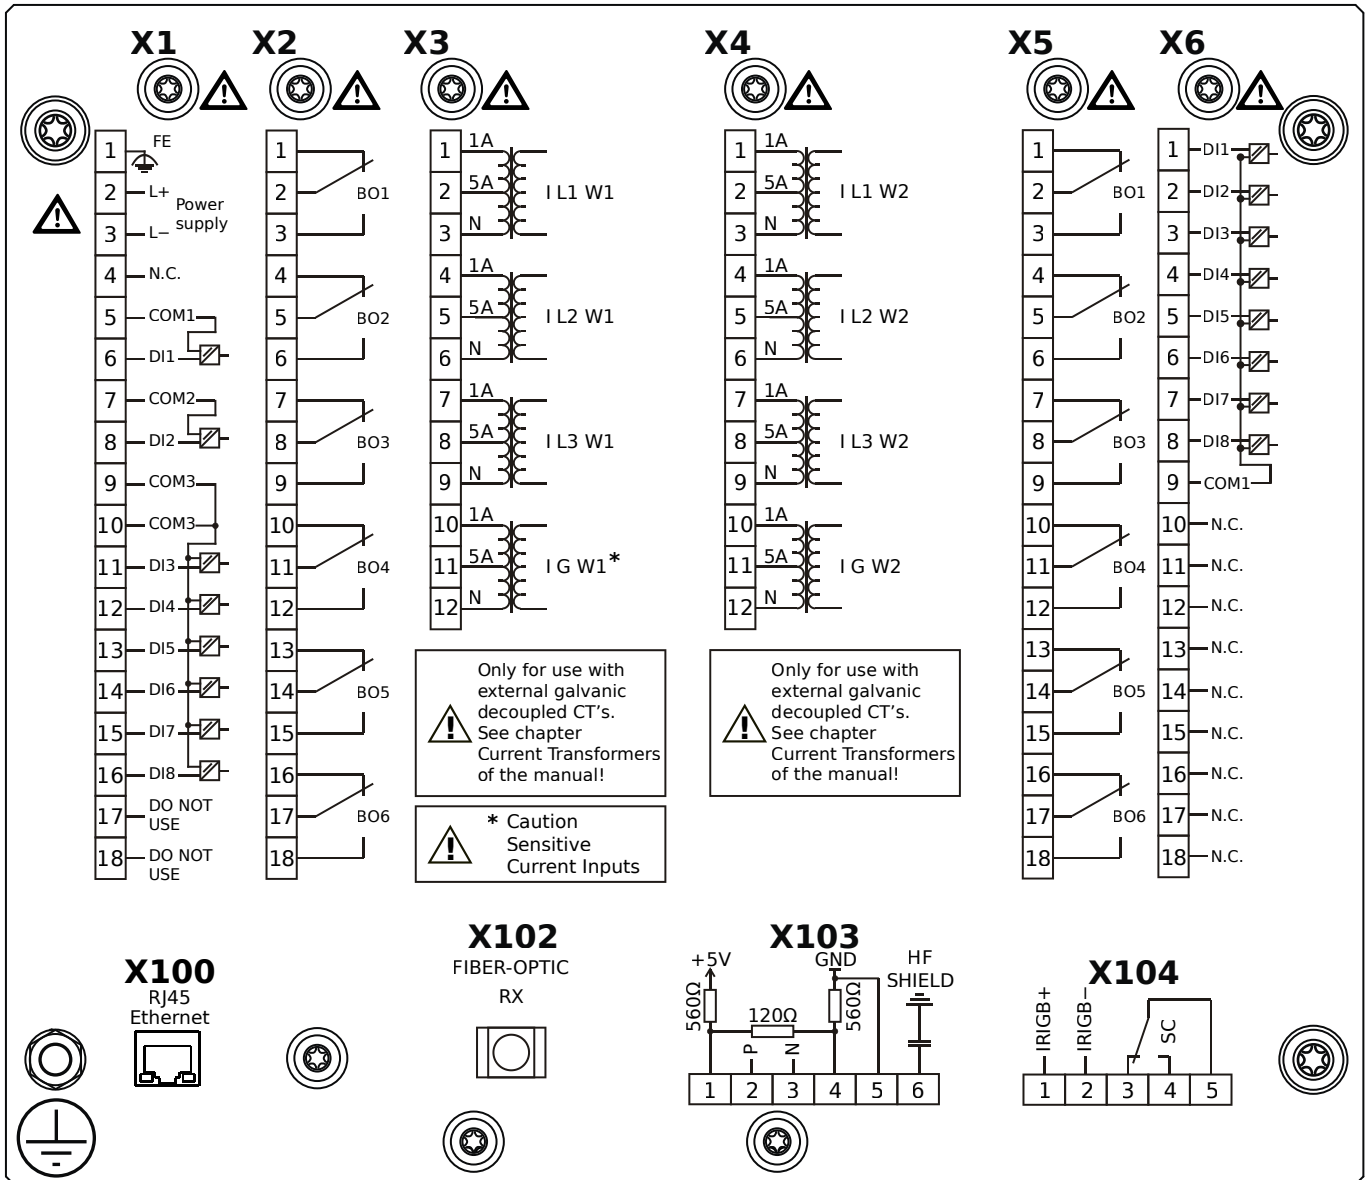 X1
1 FE
2 L+
Power
supply
3 L−
4 N.C.
5 COM1
6 DI1
7 COM2
8 DI2
9 COM3
10 COM3
11 DI3
12 DI4
13 DI5
14 DI6
15 DI7
16 DI8
17 DO NOT
USE
18 DO NOT
USE
X2
1
2 BO1
3
4
5 BO2
6
7
8 BO3
9
10
11 BO4
12
13
14 BO5
15
16
17 BO6
18
X3
1 1A
2 5A I L1 W1
3 N
4 1A
5 5A I L2 W1
6 N
7 1A
8 5A I L3 W1
9 N
10 1A
11 5A I G W1*
12 N
Only for use with
external galvanic
decoupled CT's.
See chapter
Current Transformers
of the manual!
* Caution
Sensitive
Current Inputs
X4
1 1A
2 5A I L1 W2
3 N
4 1A
5 5A I L2 W2
6 N
7 1A
8 5A I L3 W2
9 N
10 1A
11 5A I G W2
12 N
Only for use with
external galvanic
decoupled CT's.
See chapter
Current Transformers
of the manual!
X5
1
2 BO1
3
4
5 BO2
6
7
8 BO3
9
10
11 BO4
12
13
14 BO5
15
16
17 BO6
18
X6
1 DI1
2 DI2
3 DI3
4 DI4
5 DI5
6 DI6
7 DI7
8 DI8
9 COM1
10 N.C.
11 N.C.
12 N.C.
13 N.C.
14 N.C.
15 N.C.
16 N.C.
17 N.C.
18 N.C.
X100
RJ45
Ethernet
X102
FIBER-OPTIC
RX
X103
+5V GND HF
SHIELD
560Ω 120Ω 560Ω
P N
1 2 3 4 5 6
X104
IRIGB+ IRIGB− SC
1 2 3 4 5